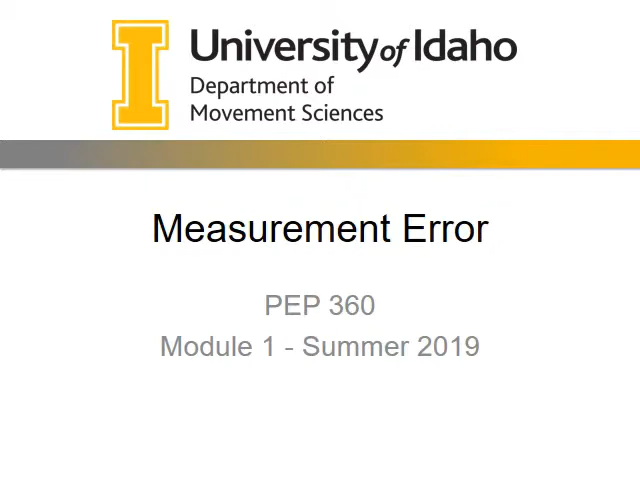 University of Idaho
Department of
Movement Sciences
Measurement Error
PEP 360
Module 1 - Summer 2019